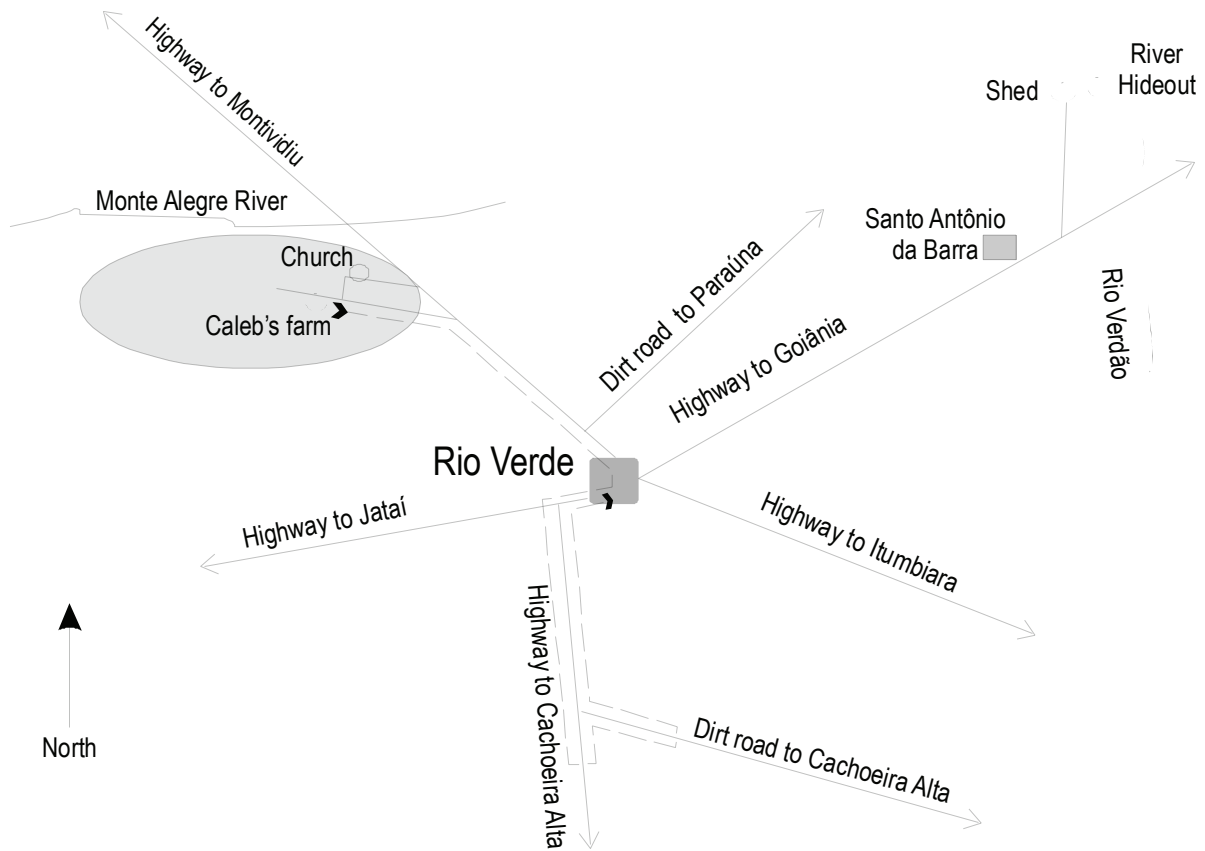 Highway to Montividiu
River
Hideout
Shed
Monte Alegre River
Santo Antônio
da Barra
Church
Caleb's farm
Dirt road to Paraúna
Highway to Goiânia
Rio Verdão
Rio Verde
Highway to Jataí
Highway to Itumbiara
Highway to Cachoeira Alta
Dirt road to Cachoeira Alta
North